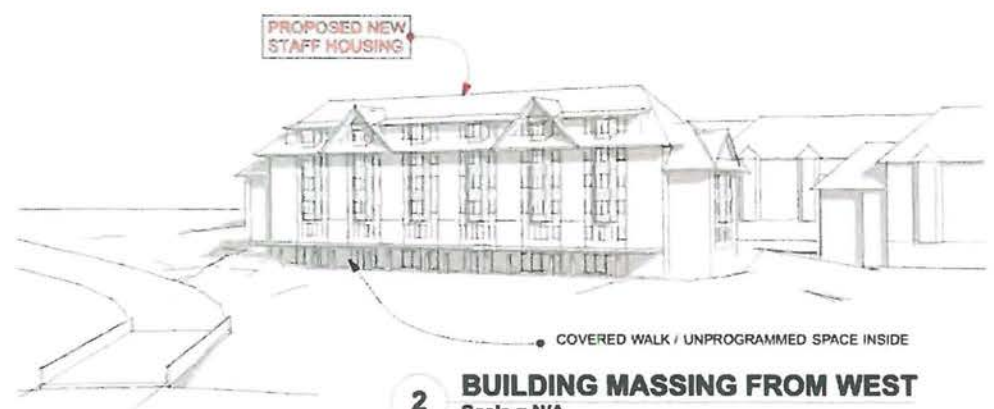 PROPOSED NEW
STAFF HOUSING
COVERED WALK / UNPROGRAMMED SPACE INSIDE
2
BUILDING MASSING FROM WEST
Scale = N/A